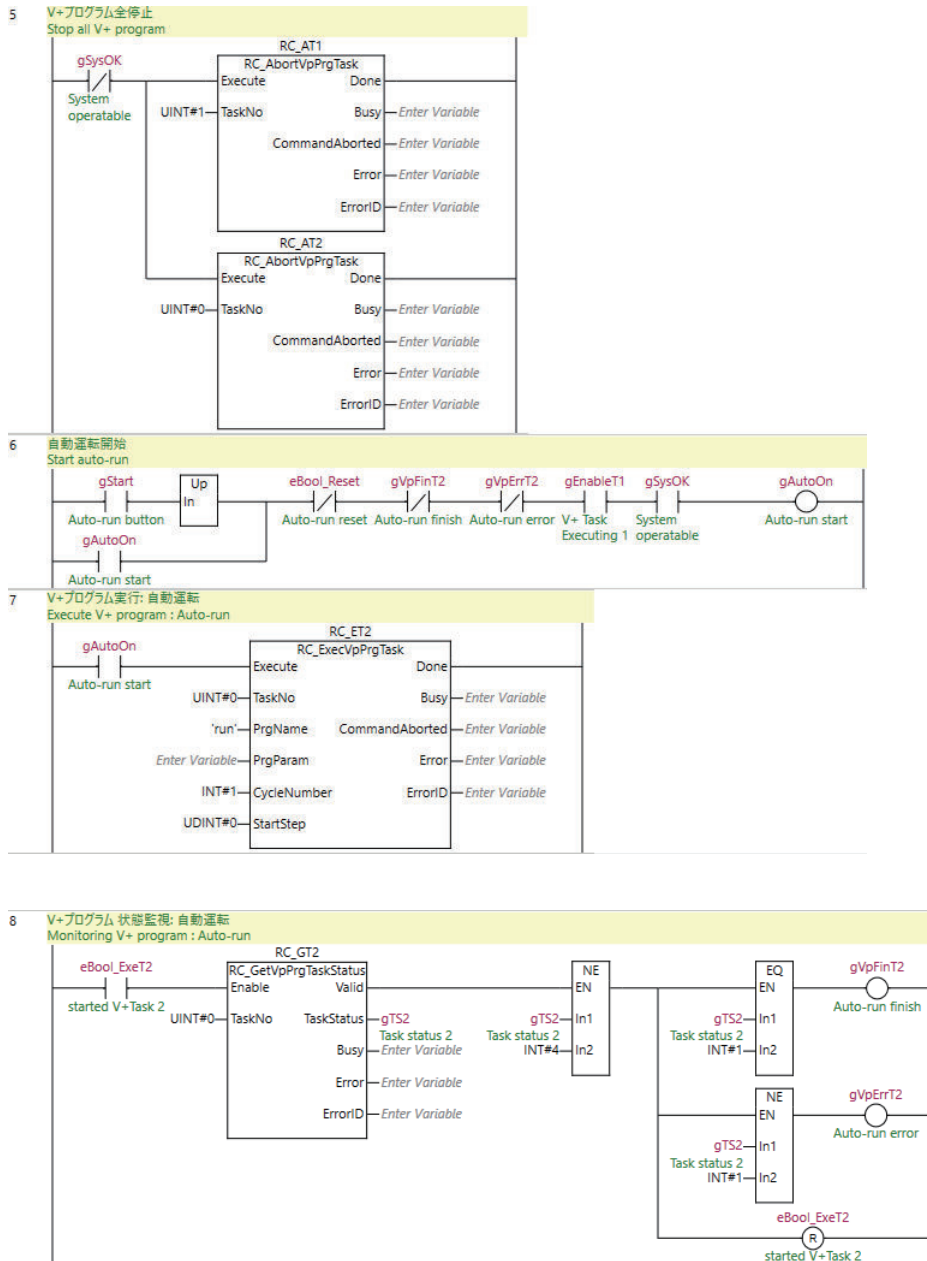 5
V+プログラム全停止
Stop all V+ program
RC_AT1
gSysOK
RC_AbortVpPrgTask
Execute Done
System
operatable
UINT#1 TaskNo Busy Enter Variable
CommandAborted Enter Variable
Error Enter Variable
ErrorID Enter Variable
RC_AT2
RC_AbortVpPrgTask
Execute Done
UINT#0 TaskNo Busy Enter Variable
CommandAborted Enter Variable
Error Enter Variable
ErrorID Enter Variable
6
自動運転開始
Start auto-run
gStart Up eBool_Reset gVpFinT2 gVpErrT2 gEnableT1 gSysOK gAutoOn
In
Auto-run button Auto-run reset Auto-run finish Auto-run error V+ Task System Auto-run start
Executing 1 operatable
gAutoOn
Auto-run start
7
V+プログラム実行: 自動運転
Execute V+ program : Auto-run
RC_ET2
gAutoOn
RC_ExecVpPrgTask
Execute Done
Auto-run start
UINT#0 TaskNo Busy Enter Variable
'run' PrgName CommandAborted Enter Variable
Enter Variable PrgParam Error Enter Variable
INT#1 CycleNumber ErrorID Enter Variable
UDINT#0 StartStep
8
V+プログラム 状態監視: 自動運転
Monitoring V+ program : Auto-run
RC_GT2
eBool_ExeT2 RC_GetVpPrgTaskStatus NE EQ gVpFinT2
Enable Valid EN EN
started V+Task 2 Auto-run finish
UINT#0 TaskNo TaskStatus gTS2 gTS2 In1 gTS2 In1
Task status 2 Task status 2 Task status 2
Busy Enter Variable INT#4 In2 INT#1 In2
Error Enter Variable
NE gVpErrT2
ErrorID Enter Variable EN
Auto-run error
gTS2 In1
Task status 2
INT#1 In2
eBool_ExeT2
R
started V+Task 2